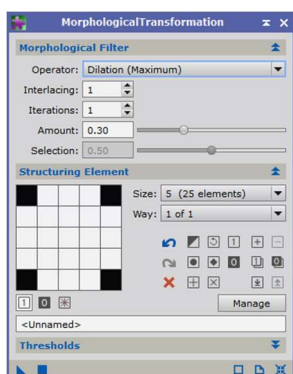 MorphologicalTransformation
Morphological Filter
Operator: Dilation (Maximum)
Interlacing: 1
Iterations: 1
Amount: 0.30
Selection: 0.50
Structuring Element
Size: 5 (25 elements)
Way: 1 of 1
1
0
1 0
Manage
<Unnamed>
Thresholds